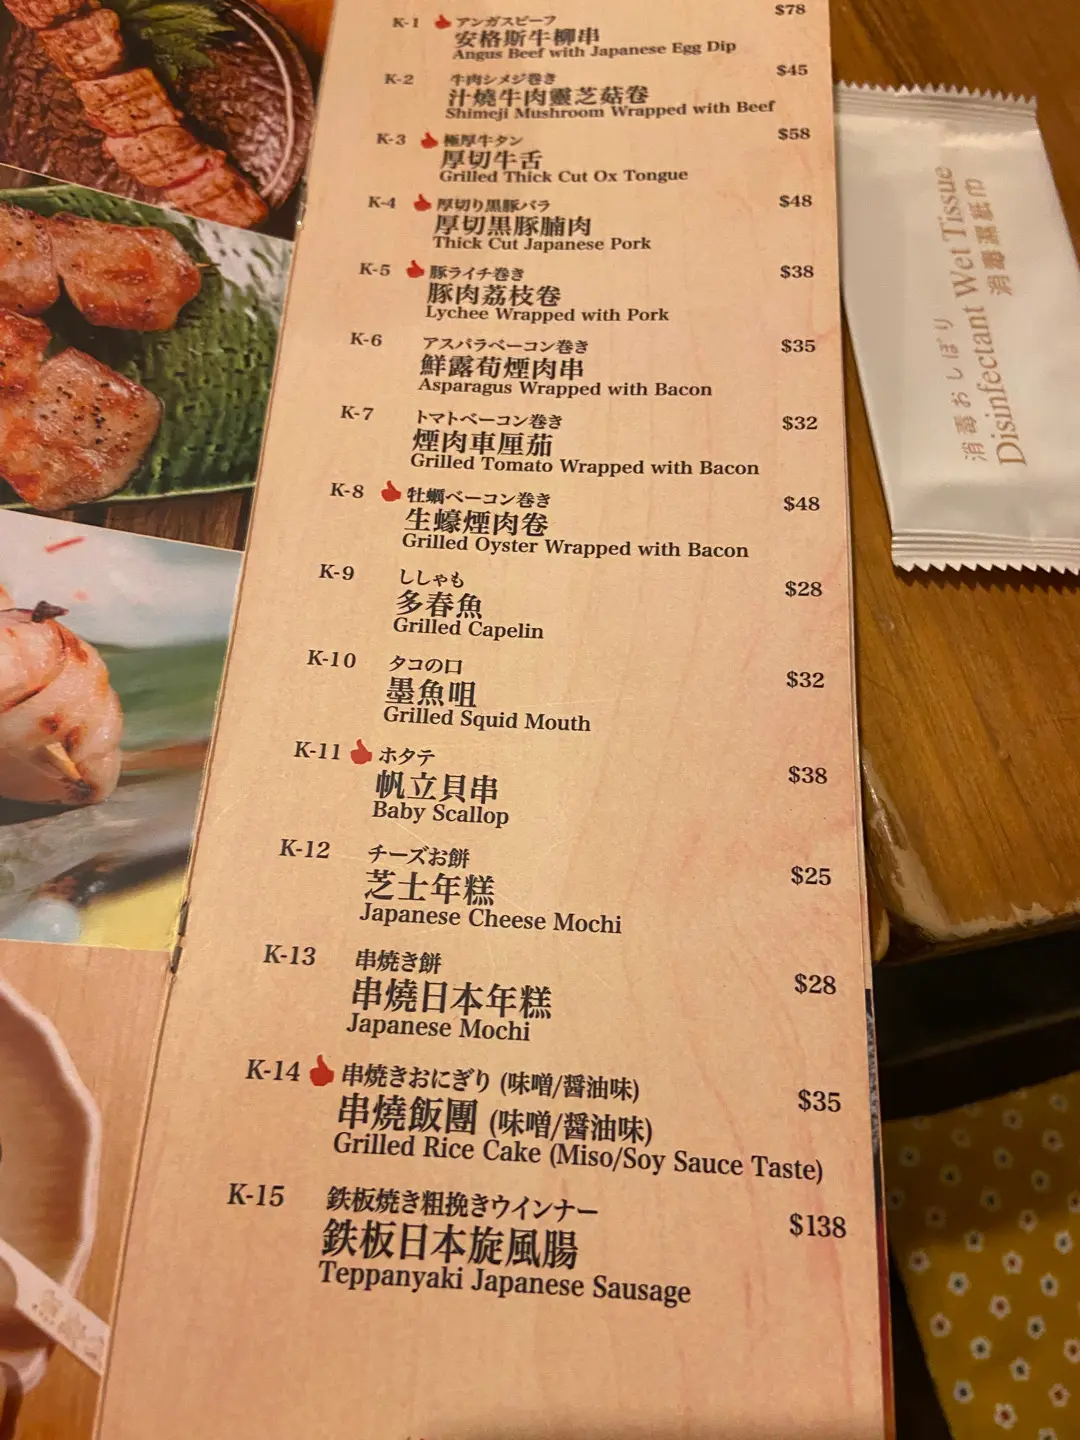 K-1 アンガスビーフ $78
安格斯牛柳串
Angus Beef with Japanese Egg Dip
K-2 牛肉シメジ巻き $45
汁燒牛肉靈芝菇卷
Shimeji Mushroom Wrapped with Beef
K-3 極厚牛タン $58
厚切牛舌
Grilled Thick Cut Ox Tongue
K-4 厚切り黒豚バラ $48
厚切黒豚腩肉
Thick Cut Japanese Pork
K-5 豚ライチ巻き $38
豚肉荔枝卷
Lychee Wrapped with Pork
K-6 アスパラベーコン巻き $35
鮮露荀煙肉串
Asparagus Wrapped with Bacon
K-7 トマトベーコン巻き $32
煙肉車厘茄
Grilled Tomato Wrapped with Bacon
K-8 牡蠣ベーコン巻き $48
生蠔煙肉卷
Grilled Oyster Wrapped with Bacon
K-9 ししゃも $28
多春魚
Grilled Capelin
K-10 タコの口 $32
墨魚咀
Grilled Squid Mouth
K-11 ホタテ $38
帆立貝串
Baby Scallop
K-12 チーズお餅 $25
芝士年糕
Japanese Cheese Mochi
K-13 串焼き餅 $28
串燒日本年糕
Japanese Mochi
K-14 串焼きおにぎり (味噌/醤油味) $35
串燒飯團 (味噌/醤油味)
Grilled Rice Cake (Miso/Soy Sauce Taste)
K-15 鉄板焼き粗挽きウインナー $138
鉄板日本旋風腸
Teppanyaki Japanese Sausage
消毒おしぼり
Disinfectant Wet Tissue
消毒濕紙巾